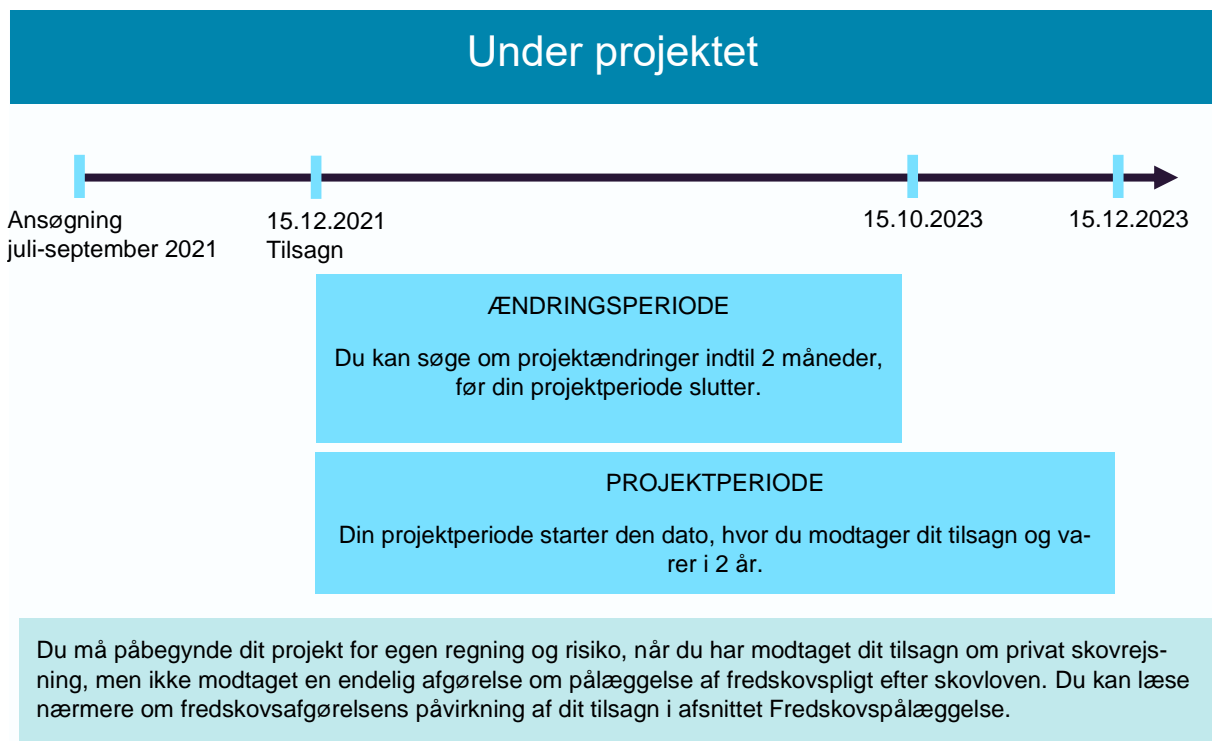 Under projektet
Ansøgning
juli-september 2021
15.12.2021
Tilsagn
15.10.2023
15.12.2023
ÆNDRINGSPERIODE
Du kan søge om projektændringer indtil 2 måneder,
før din projektperiode slutter.
PROJEKTPERIODE
Din projektperiode starter den dato, hvor du modtager dit tilsagn og va-
rer i 2 år.
Du må påbegynde dit projekt for egen regning og risiko, når du har modtaget dit tilsagn om privat skovrejs-
ning, men ikke modtaget en endelig afgørelse om pålæggelse af fredskovspligt efter skovloven. Du kan læse
nærmere om fredskovsafgørelsens påvirkning af dit tilsagn i afsnittet Fredskovspålæggelse.